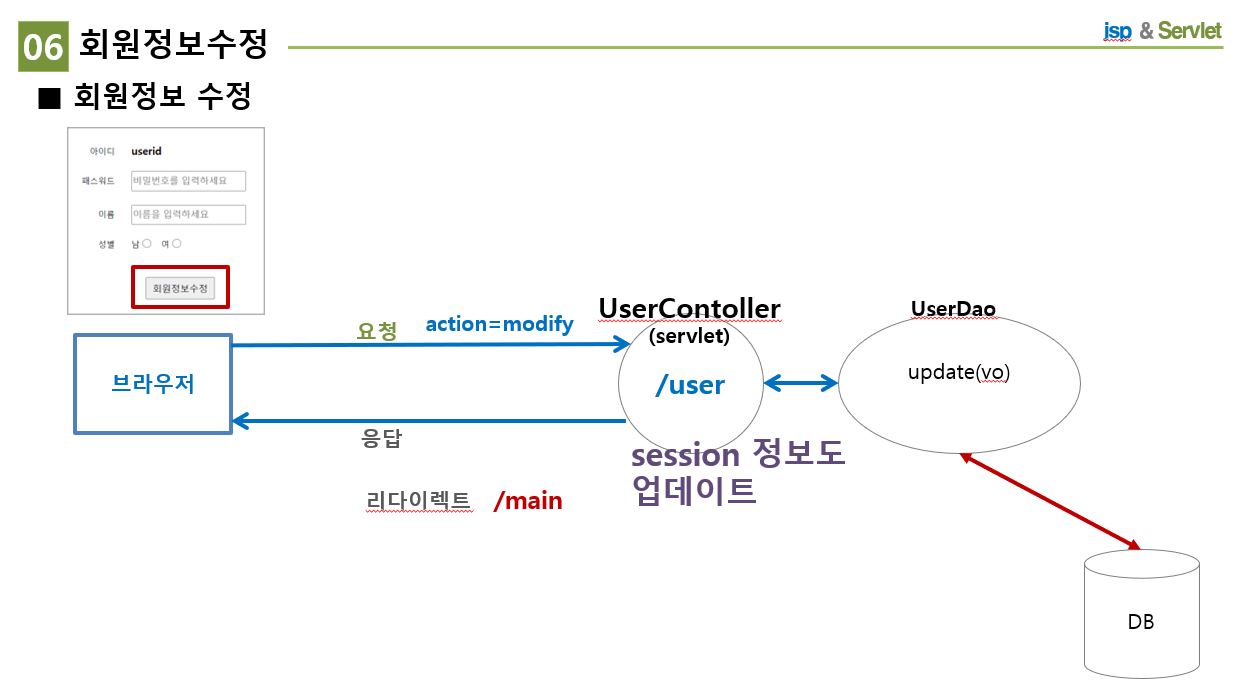 06 회원정보수정
jsp & Servlet
■ 회원정보 수정
아이디 userid
패스워드 비밀번호를 입력하세요
이름 이름을 입력하세요
성별 남 여
회원정보수정
요청 action=modify
UserContoller
(servlet)
/user
UserDao
update(vo)
브라우저
응답
session 정보도
업데이트
리다이렉트 /main
DB